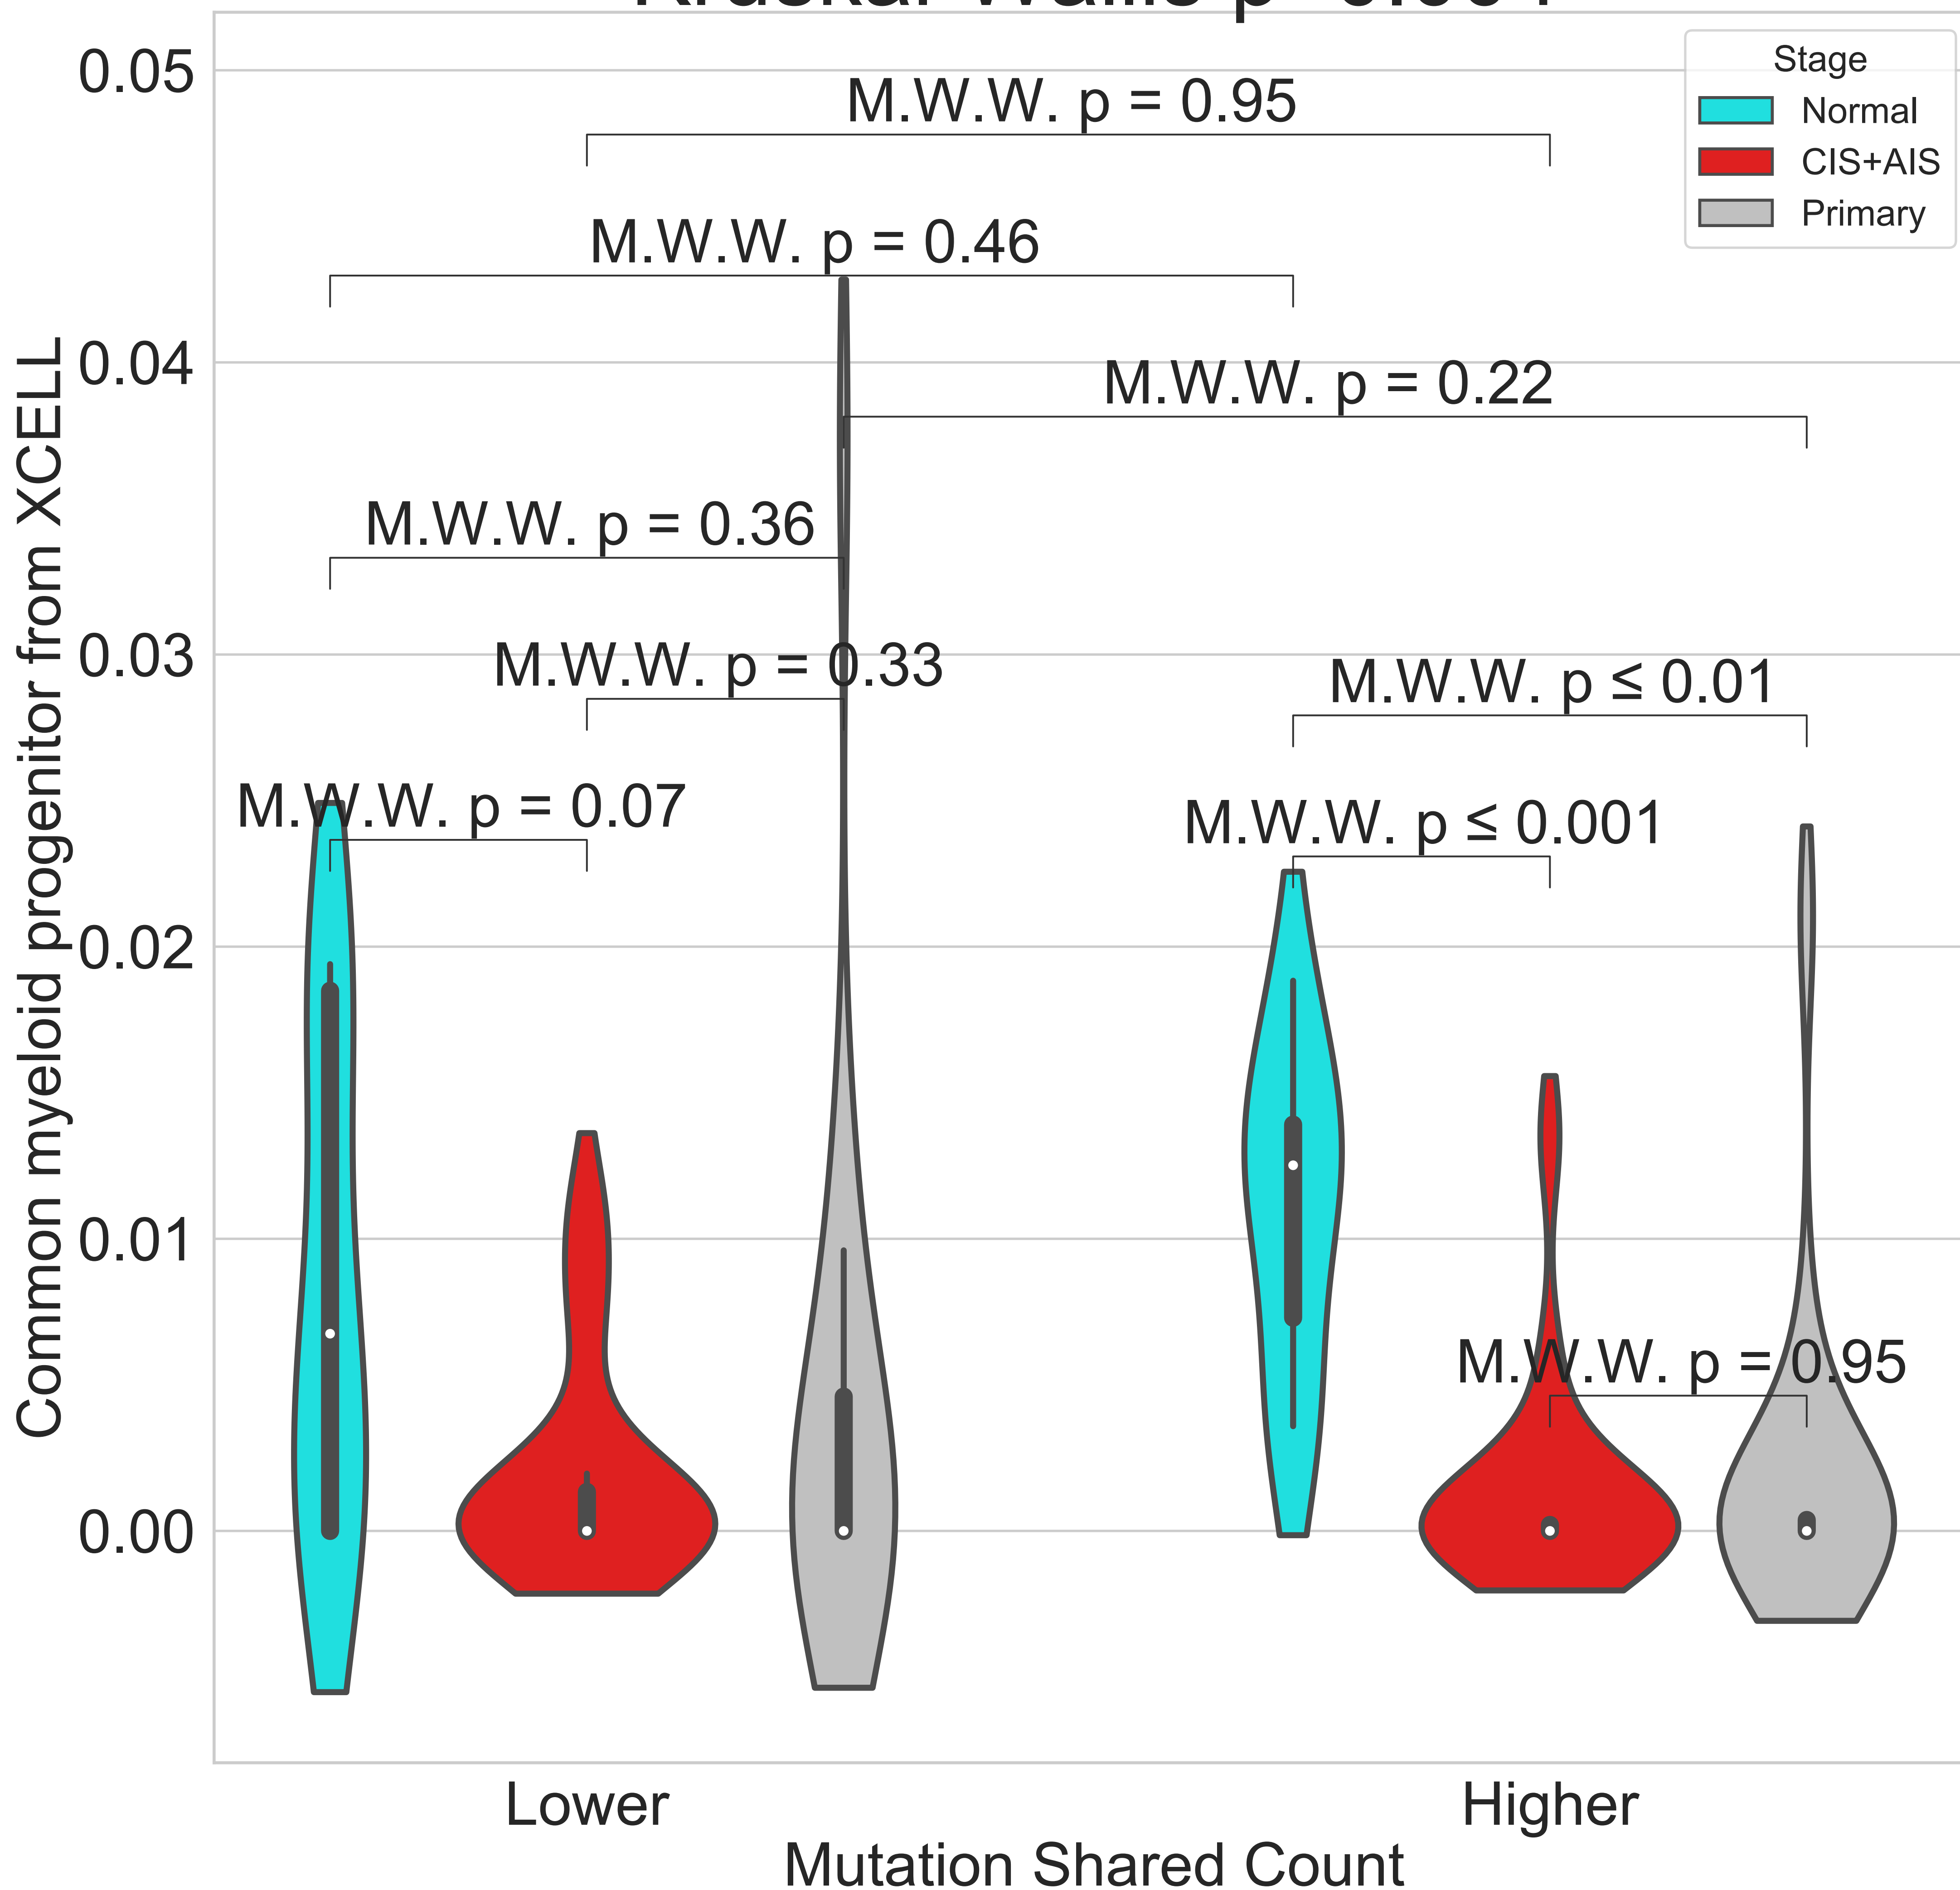 Stage
Normal
CIS+AIS
Primary
M.W.W. p = 0.95
M.W.W. p = 0.46
M.W.W. p = 0.22
M.W.W. p = 0.36
M.W.W. p = 0.33
M.W.W. p ≤ 0.01
M.W.W. p = 0.07
M.W.W. p ≤ 0.001
M.W.W. p = 0.95
0.05
0.04
0.03
0.02
0.01
0.00
Common myeloid progenitor from XCELL
Lower
Higher
Mutation Shared Count